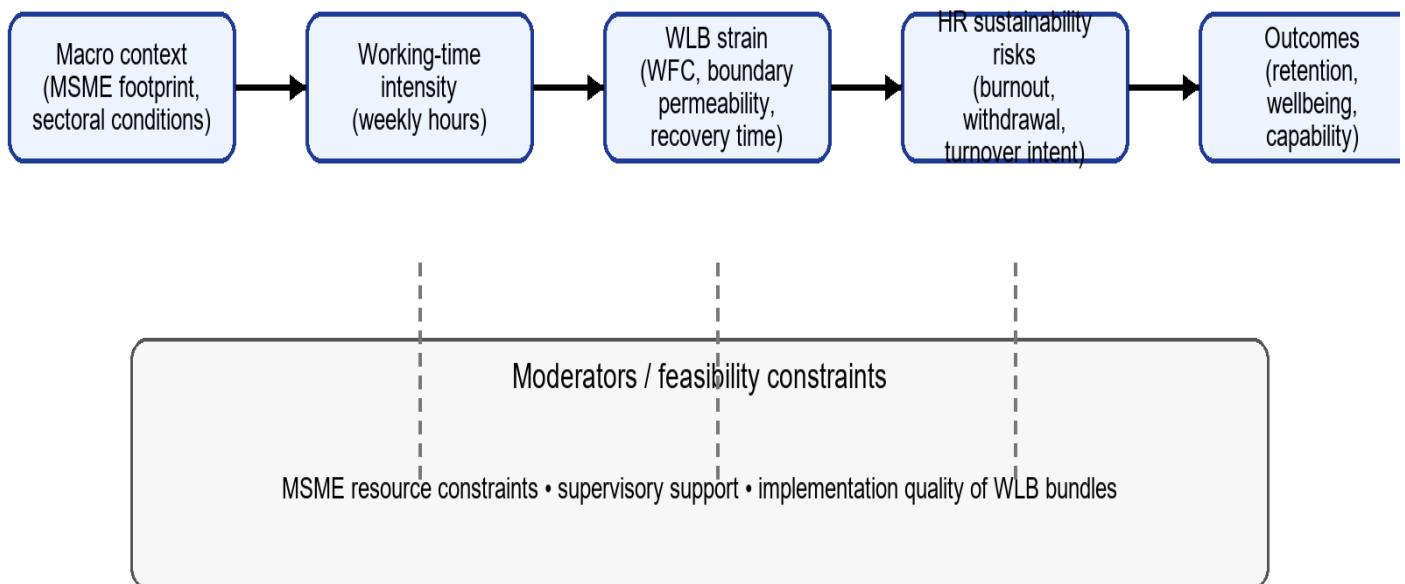 Macro context
(MSME footprint,
sectoral conditions)
Working-time
intensity
(weekly hours)
WLB strain
(WFC, boundary
permeability,
recovery time)
HR sustainability
risks
(burnout,
withdrawal,
turnover intent)
Outcomes
(retention,
wellbeing,
capability)
Moderators / feasibility constraints
MSME resource constraints • supervisory support • implementation quality of WLB bundles